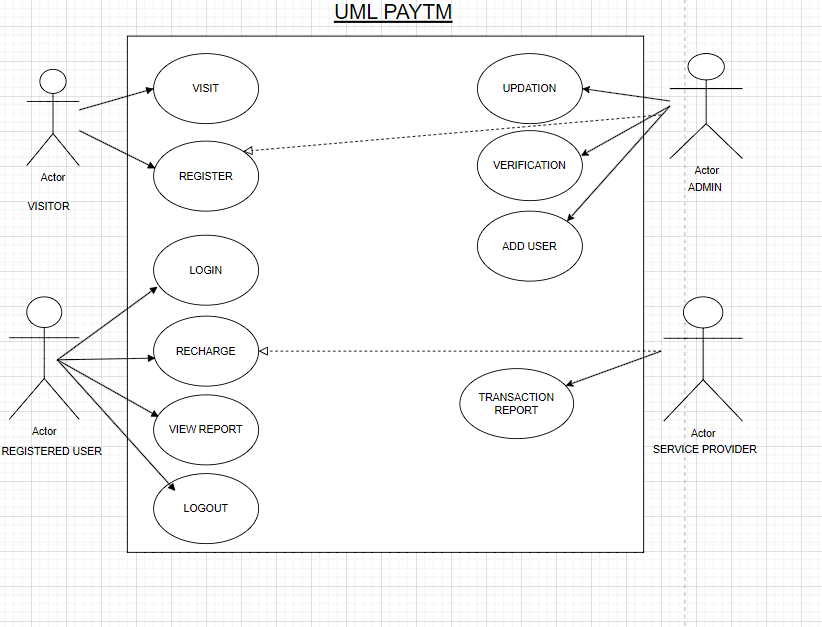 UML PAYTM
VISIT
UPDATION
VERIFICATION
REGISTER
Actor
VISITOR
Actor
ADMIN
ADD USER
LOGIN
RECHARGE
TRANSACTION
REPORT
VIEW REPORT
Actor
REGISTERED USER
Actor
SERVICE PROVIDER
LOGOUT